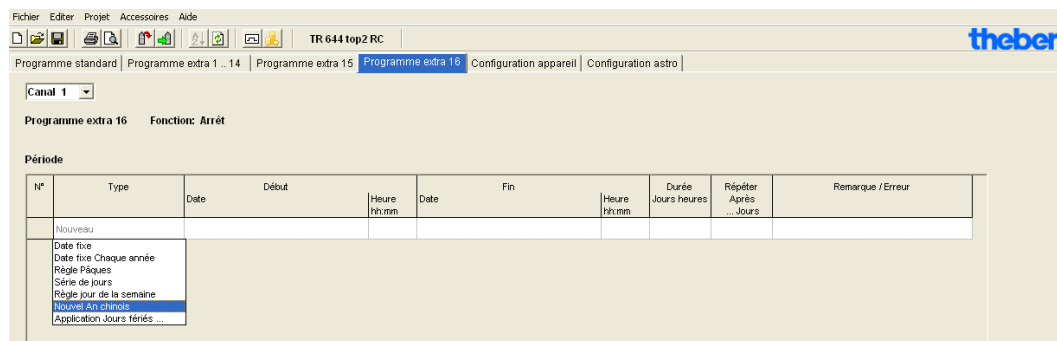 Fichier Editer Projet Accessoires Aide
TR 644 top2 RC
theben
Programme standard Programme extra 1 .. 14 Programme extra 15 Programme extra 16 Configuration appareil Configuration astro
Canal 1
Programme extra 16 Fonction: Arrét
Période
N° Type Début Fin Durée Répéter Remarque / Erreur
Date Heure Date Heure Jours heures Après
hh:mm hh:mm ... Jours
Nouveau
Date fixe
Date fixe Chaque année
Règle Pâques
Série de jours
Règle jour de la semaine
Nouvel An chinois
Application Jours fériés ...